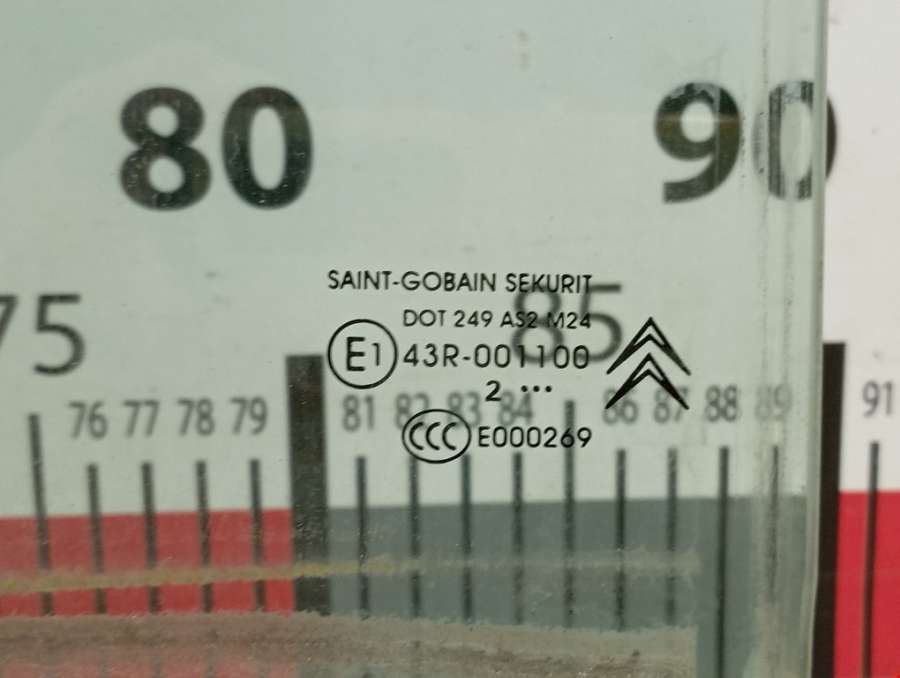 80 90
SAINT-GOBAIN SEKURIT
75 85
DOT 249 AS2 M24
E1 43R-001100
2 •••
76 77 78 79 81 82 83 84 86 87 88 89 91
CCC E000269